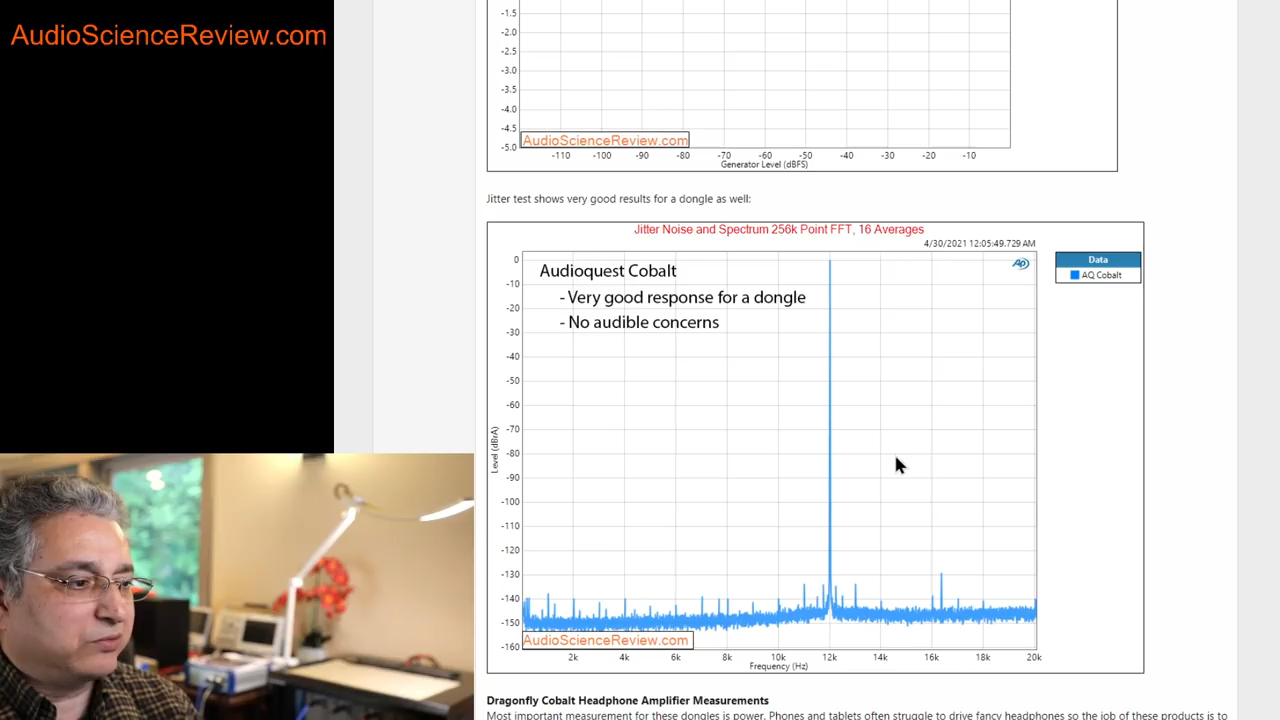 AudioScienceReview.com
-1.5
-2.0
-2.5
-3.0
-3.5
-4.0
-4.5
-5.0
AudioScienceReview.com
-110 -100 -90 -80 -70 -60 -50 -40 -30 -20 -10
Generator Level (dBFS)
Jitter test shows very good results for a dongle as well:
Jitter Noise and Spectrum 256k Point FFT, 16 Averages
4/30/2021 12:05:49.729 AM
Data
AQ Cobalt
Audioquest Cobalt
- Very good response for a dongle
- No audible concerns
AP
Level (dBrA)
0
-10
-20
-30
-40
-50
-60
-70
-80
-90
-100
-110
-120
-130
-140
-150
-160
AudioScienceReview.com
2k 4k 6k 8k 10k 12k 14k 16k 18k 20k
Frequency (Hz)
Dragonfly Cobalt Headphone Amplifier Measurements
Most important measurement for these dongles is power. Phones and tablets often struggle to drive fancy headphones so the job of these products is to